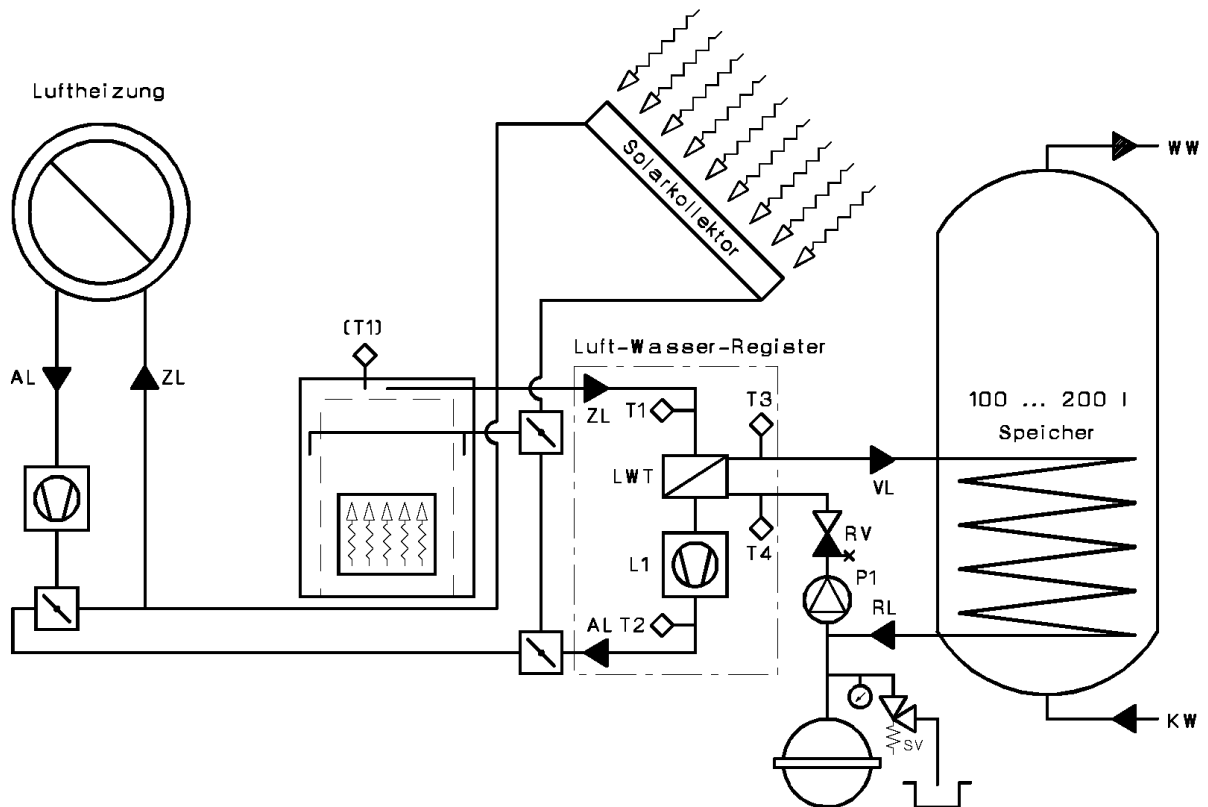 Luftheizung
WW
Solarkollektor
(T1)
Luft-Wasser-Register
AL
ZL
ZL
T1
T3
100 ... 200 l
Speicher
LWT
VL
T4
RV
L1
P1
RL
AL T2
KW
SV